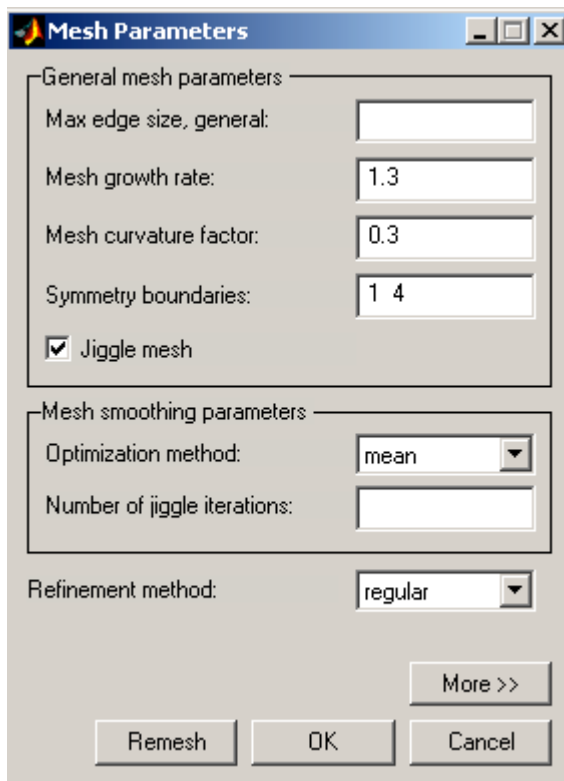 Mesh Parameters
General mesh parameters
Max edge size, general:
Mesh growth rate: 1.3
Mesh curvature factor: 0.3
Symmetry boundaries: 1 4
Jiggle mesh
Mesh smoothing parameters
Optimization method: mean
Number of jiggle iterations:
Refinement method: regular
More >>
Remesh OK Cancel